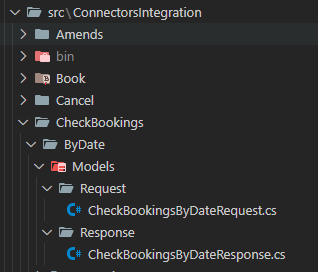 src\ConnectorsIntegration
Amends
bin
Book
Cancel
CheckBookings
ByDate
Models
Request
CheckBookingsByDateRequest.cs
Response
CheckBookingsByDateResponse.cs